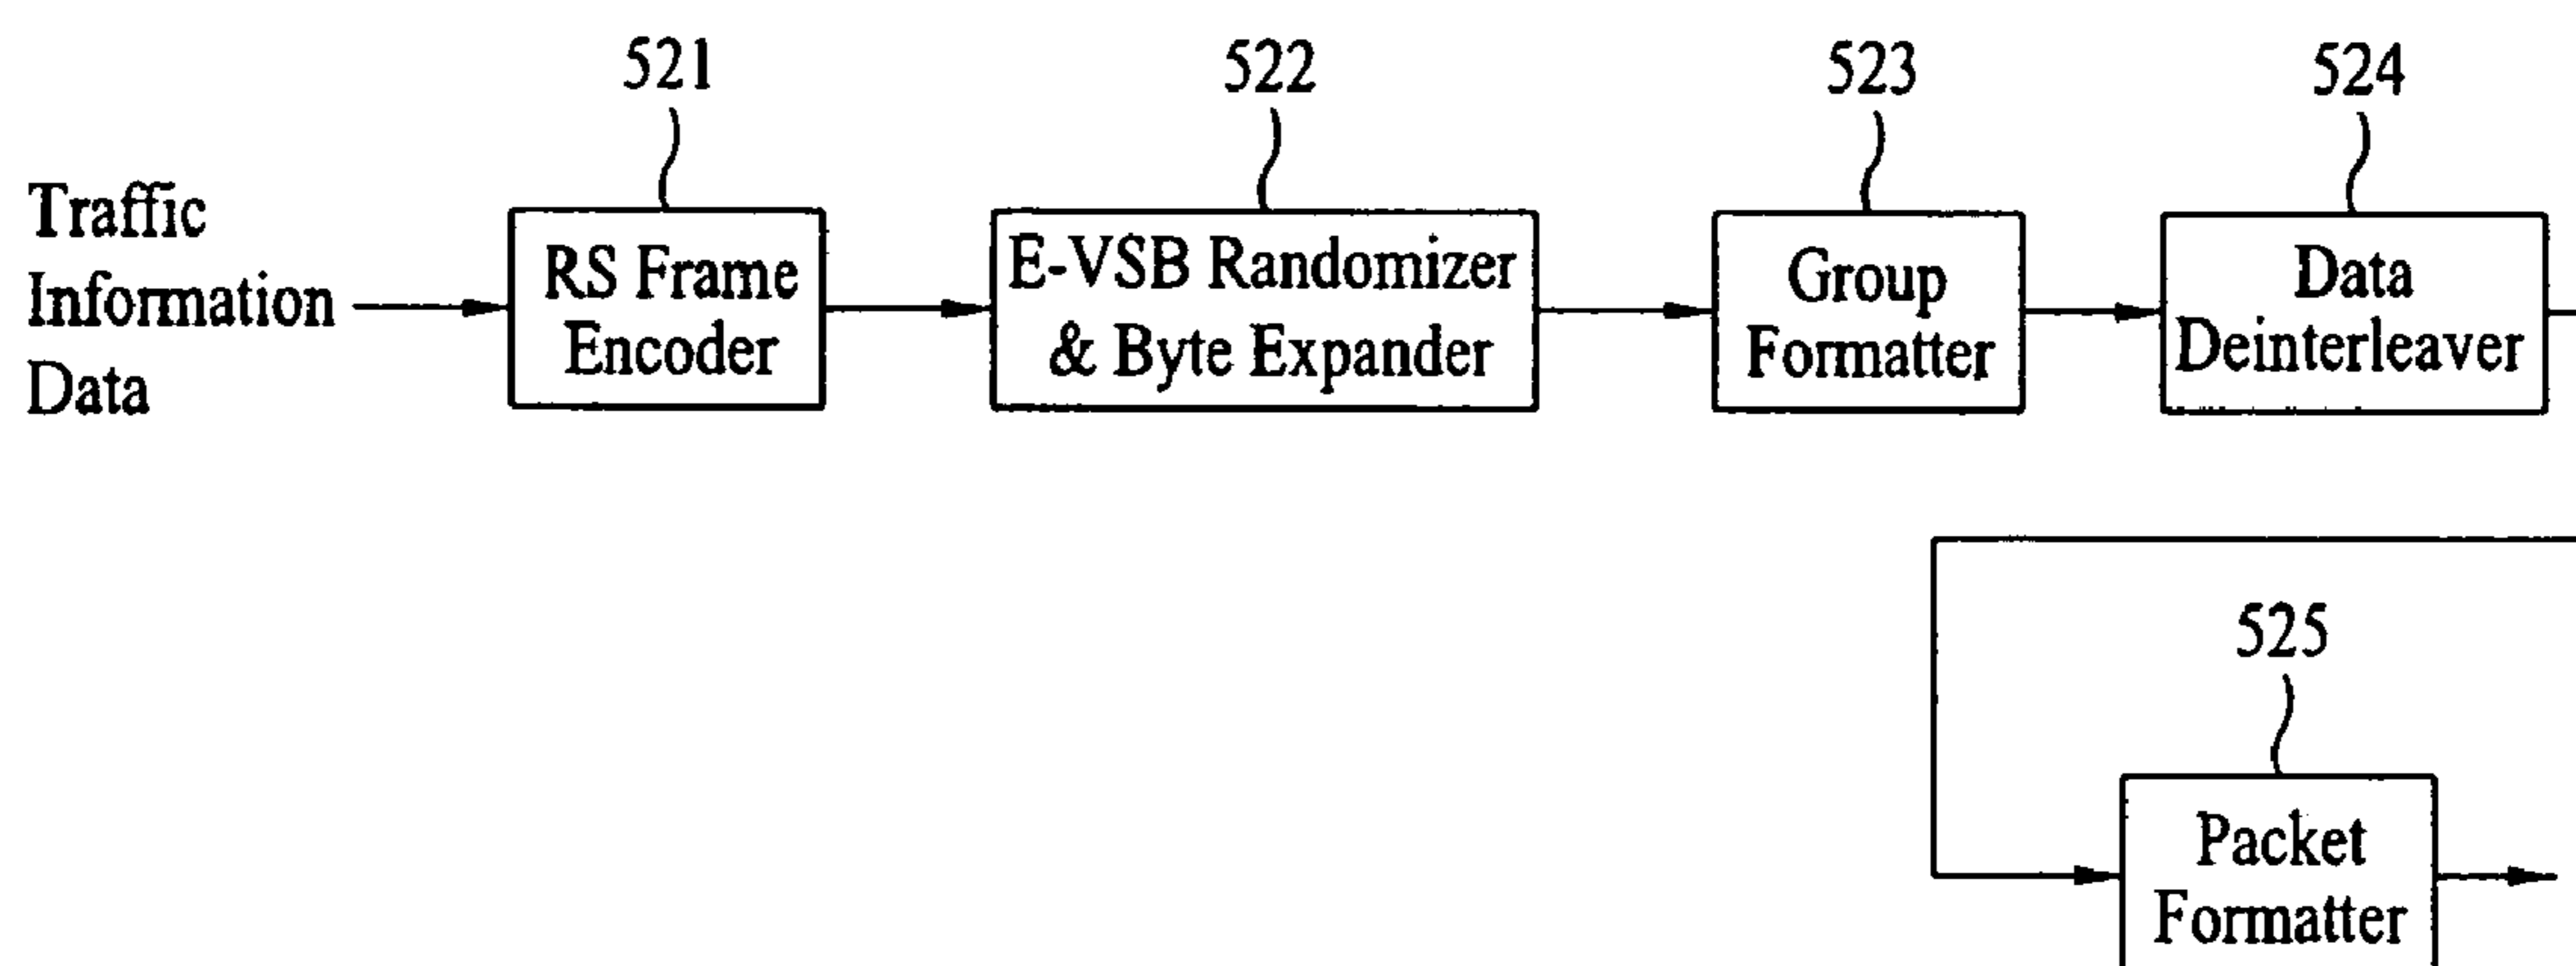 521
522
523
524
Traffic
Information
Data
RS Frame
Encoder
E-VSB Randomizer
& Byte Expander
Group
Formatter
Data
Deinterleaver
525
Packet
Formatter